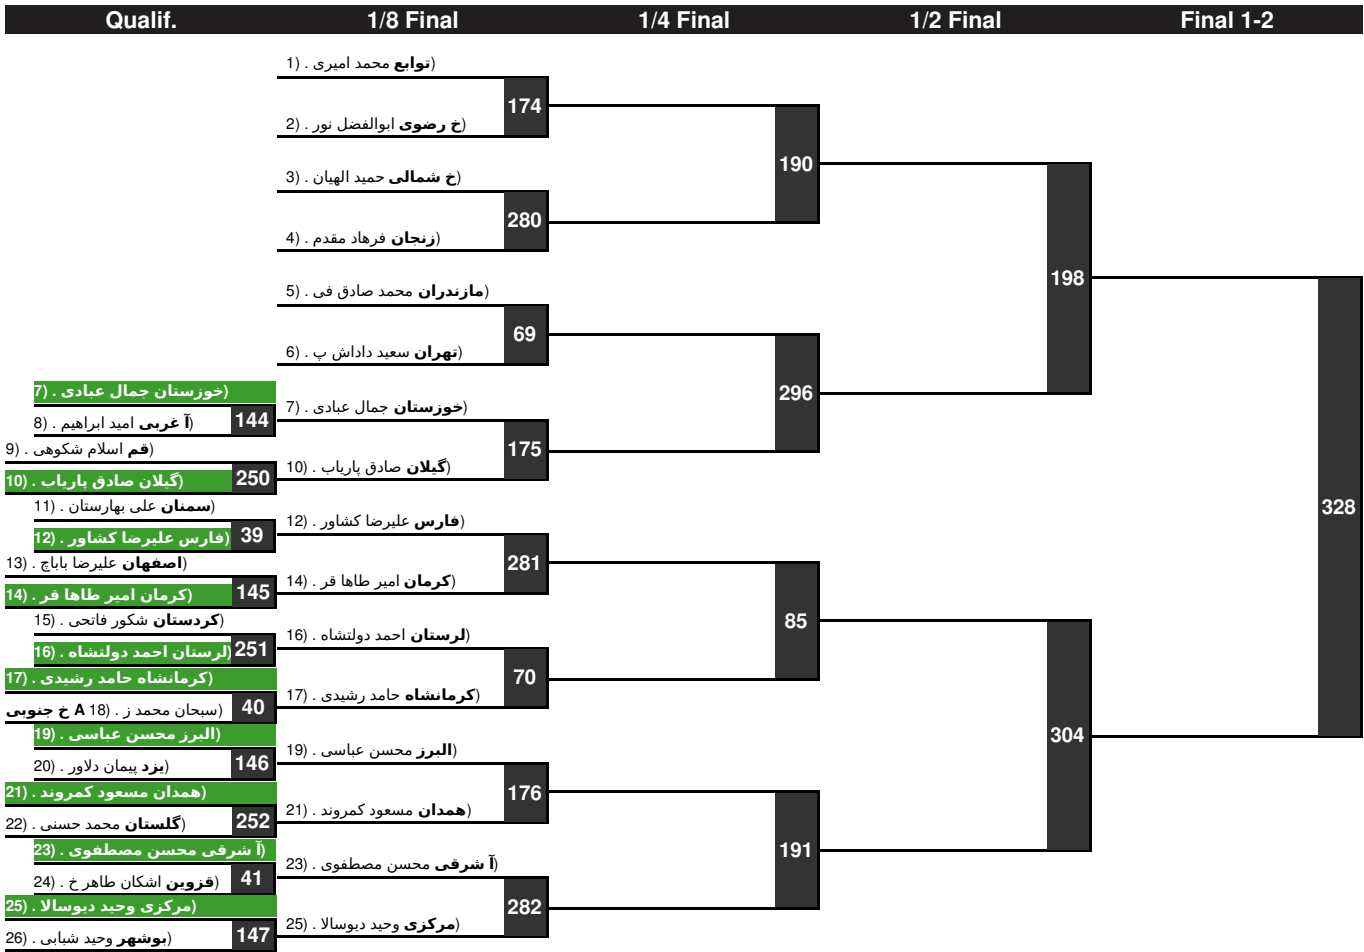 Qualif. 1/8 Final 1/4 Final 1/2 Final Final 1-2
1) . توابع محمد امیری)
174
2) . خ رضوی ابوالفضل نور)
190
3) . خ شمالی حمید الهیان)
280
4) . زنجان فرهاد مقدم)
198
5) . مازندران محمد صادق فی)
69
6) . تهران سعید داداش پ)
296
7) . خوزستان جمال عبادی)
144
8) . آ غربی امید ابراهیم)
7) . خوزستان جمال عبادی)
175
9) . قم اسلام شکوهی)
250
10) . گیلان صادق پاریاب)
10) . گیلان صادق پاریاب)
328
11) . سمنان علی بهارستان)
39
12) . فارس علیرضا کشاور)
12) . فارس علیرضا کشاور)
281
13) . اصفهان علیرضا باباچ)
145
14) . کرمان امیر طاها قر)
14) . کرمان امیر طاها قر)
85
15) . کردستان شکور فاتحی)
251
16) . لرستان احمد دولتشاه)
16) . لرستان احمد دولتشاه)
70
17) . کرمانشاه حامد رشیدی)
40
خ جنوبی A 18) . سبحان محمد ز)
17) . کرمانشاه حامد رشیدی)
304
19) . البرز محسن عباسی)
146
20) . یزد پیمان دلاور)
19) . البرز محسن عباسی)
176
21) . همدان مسعود کمروند)
252
22) . گلستان محمد حسنی)
21) . همدان مسعود کمروند)
191
23) . آ شرقی محسن مصطفوی)
41
24) . قزوین اشکان طاهر خ)
23) . آ شرقی محسن مصطفوی)
282
25) . مرکزی وحید دیوسالا)
147
26) . بوشهر وحید شبابی)
25) . مرکزی وحید دیوسالا)